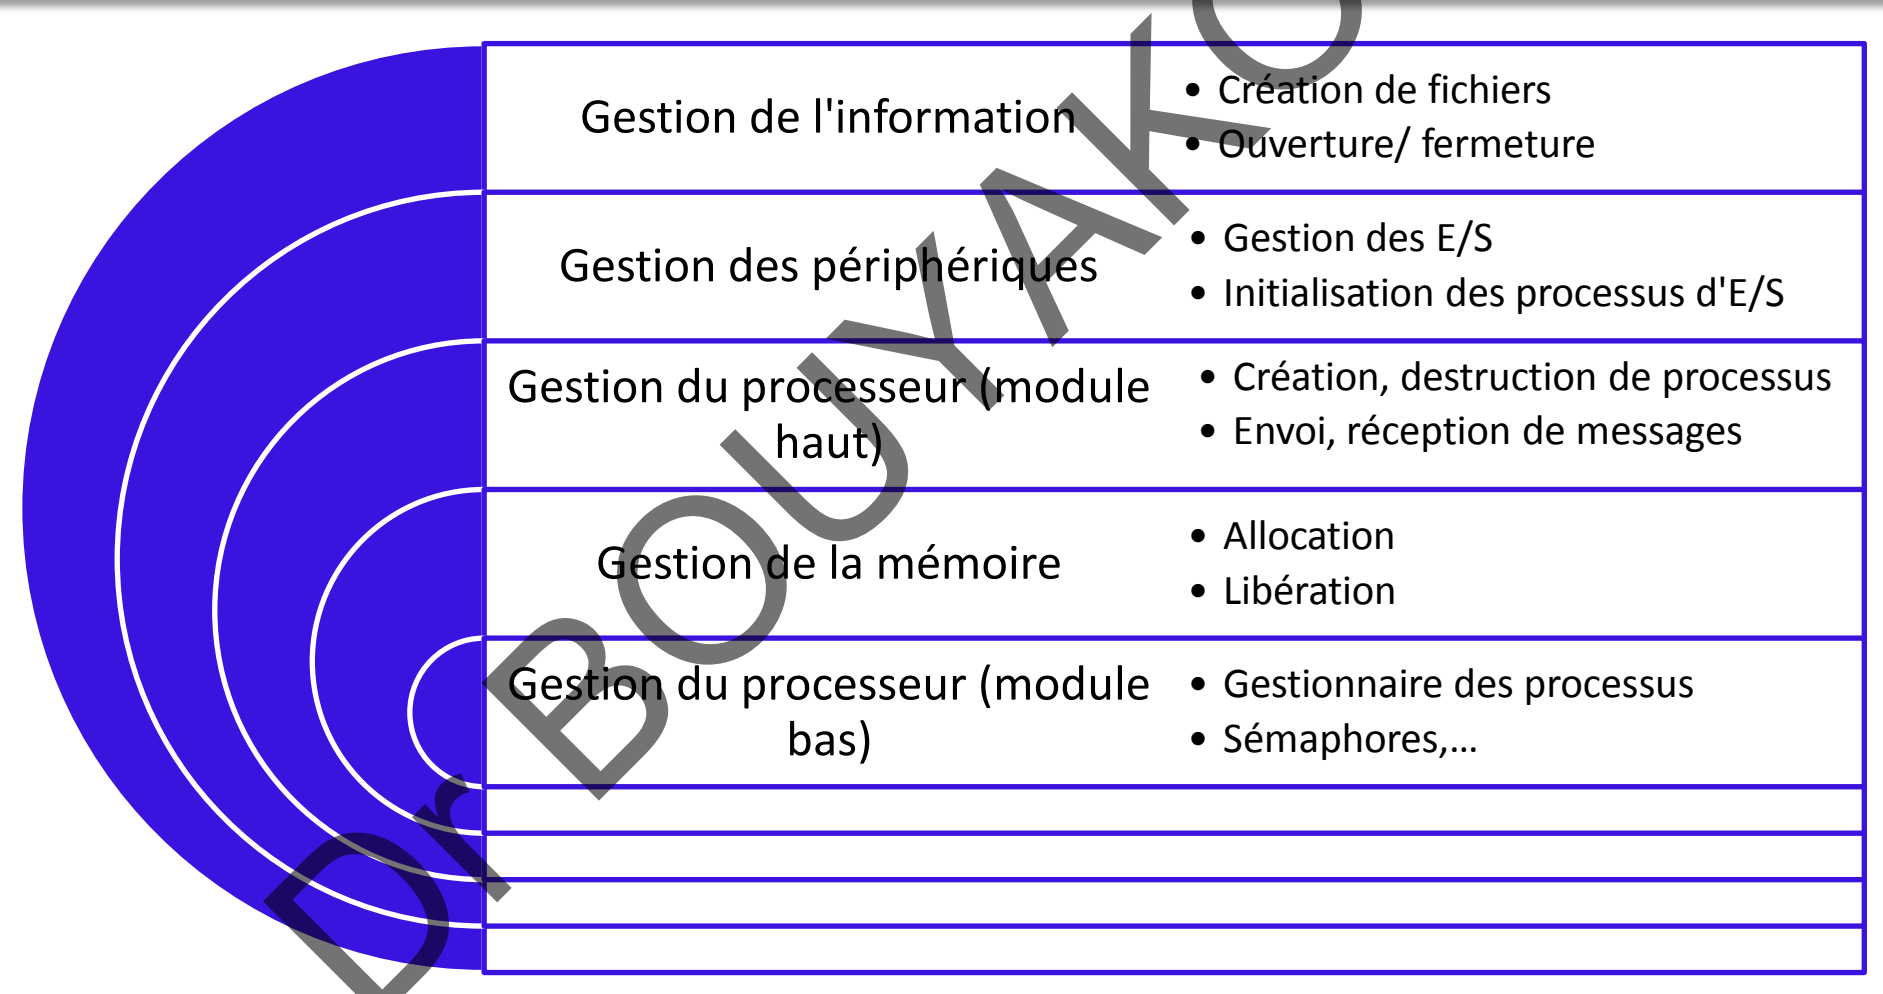 Gestion de l'information
• Création de fichiers
• Ouverture/ fermeture
Gestion des périphériques
• Gestion des E/S
• Initialisation des processus d'E/S
Gestion du processeur (module
haut)
• Création, destruction de processus
• Envoi, réception de messages
Gestion de la mémoire
• Allocation
• Libération
Gestion du processeur (module
bas)
• Gestionnaire des processus
• Sémaphores,...
Dr BOUYAKO